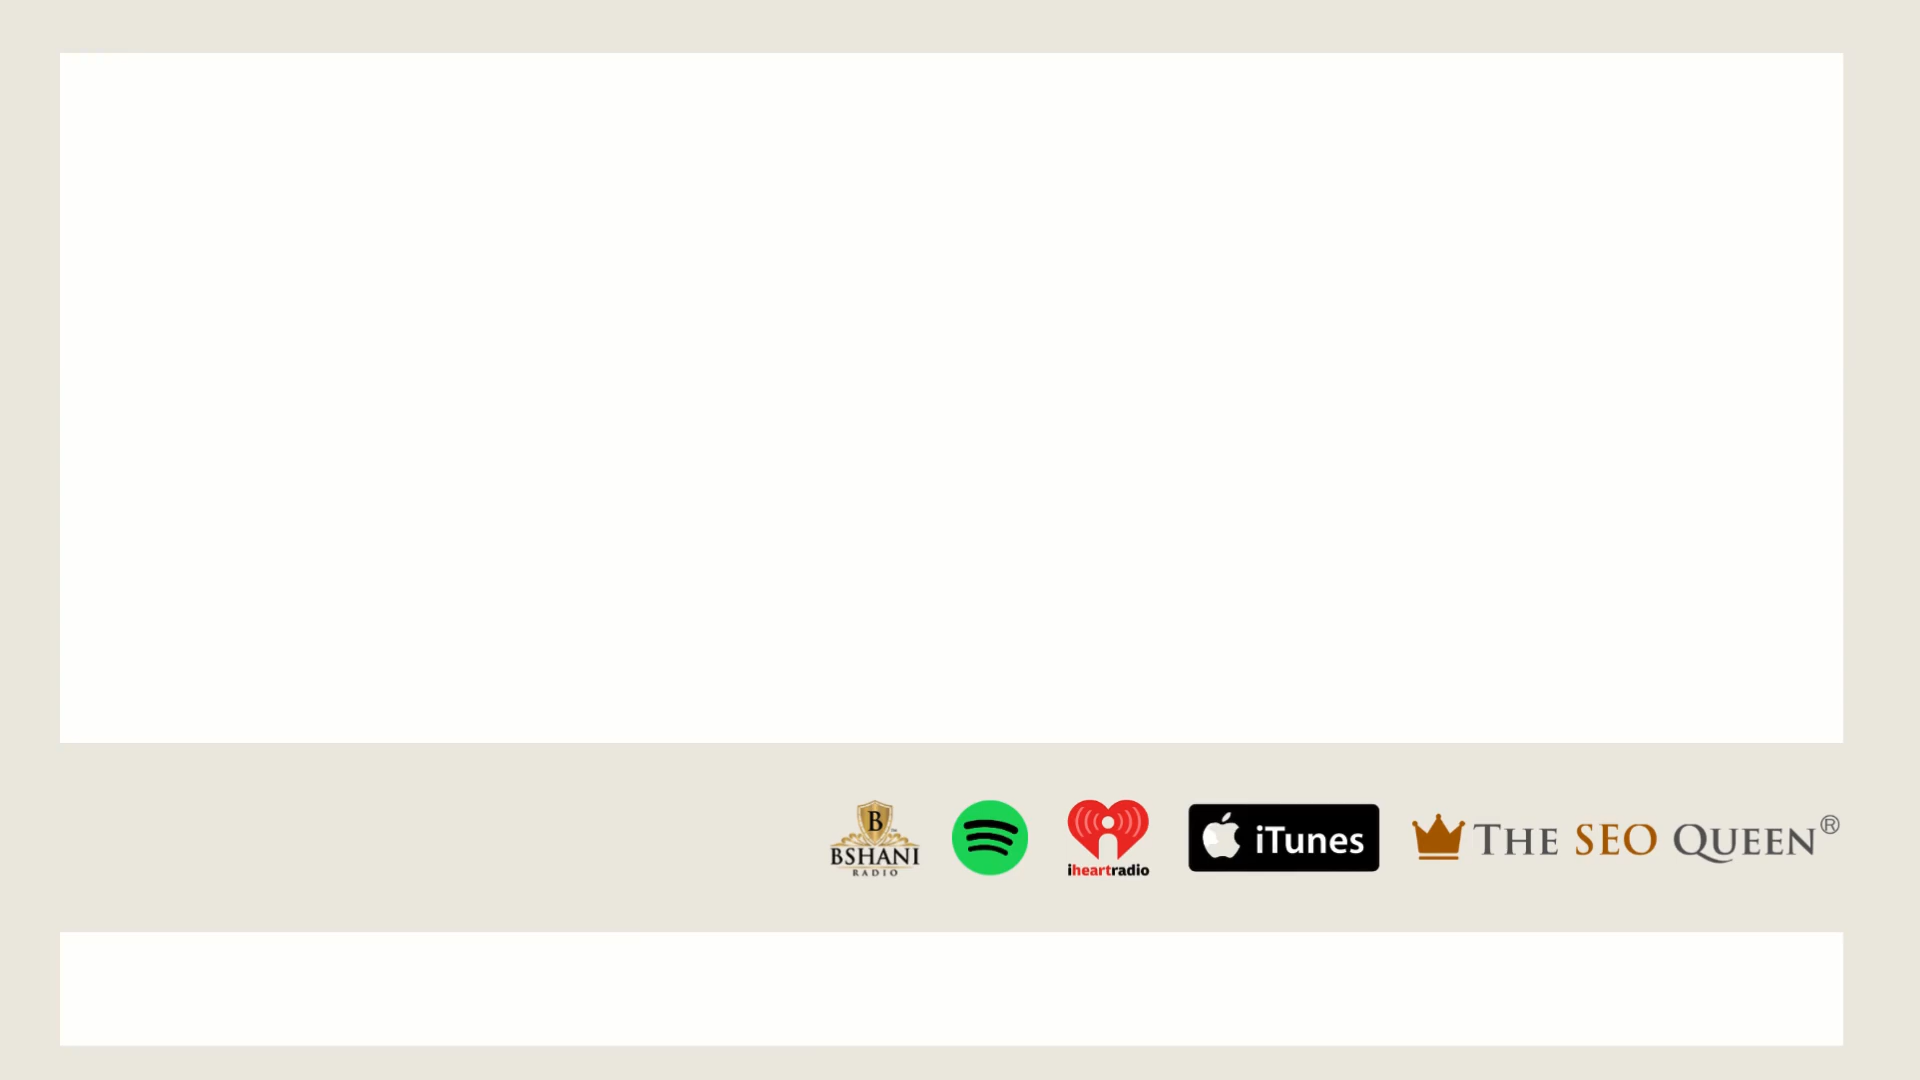 B
BSHANI
RADIO
iheartradio
iTunes
THE SEO QUEEN®